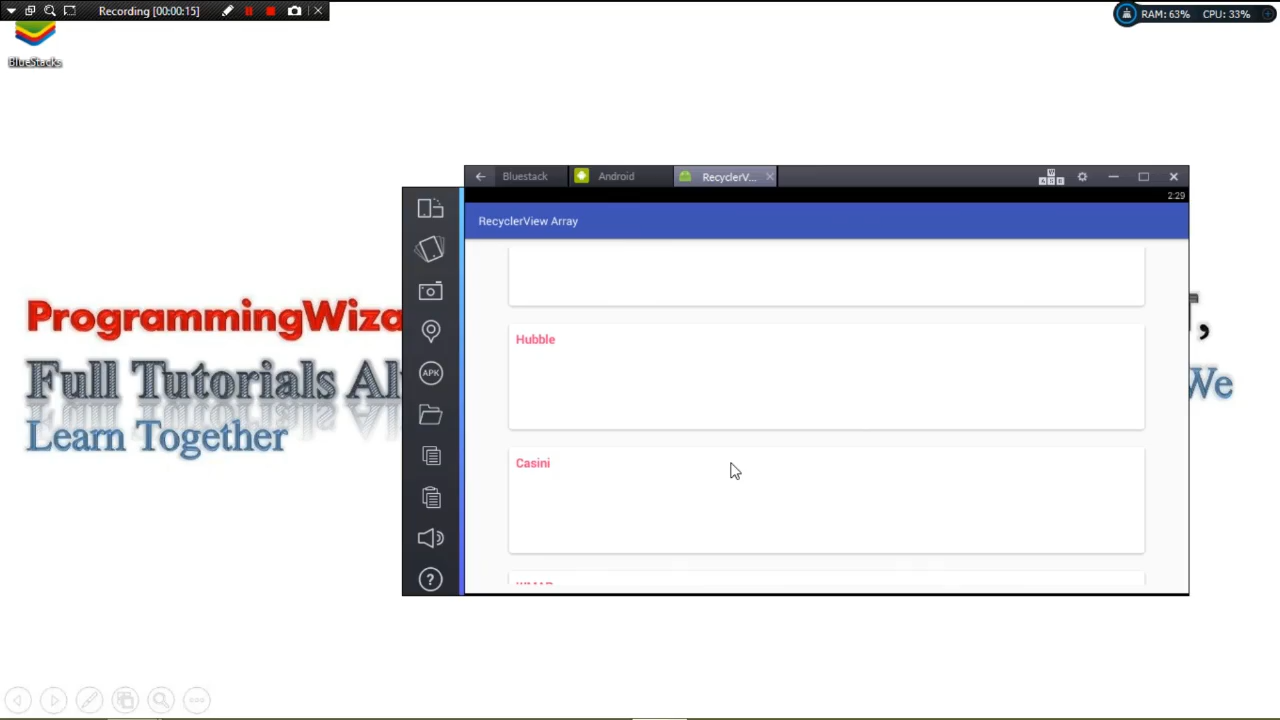 Recording [00:00:15]
RAM: 63% CPU: 33%
BlueStacks
Bluestack
Android
RecyclerV...
2:29
RecyclerView Array
Hubble
Casini
APK
ProgrammingWiza
Full Tutorials Al
We
Learn Together